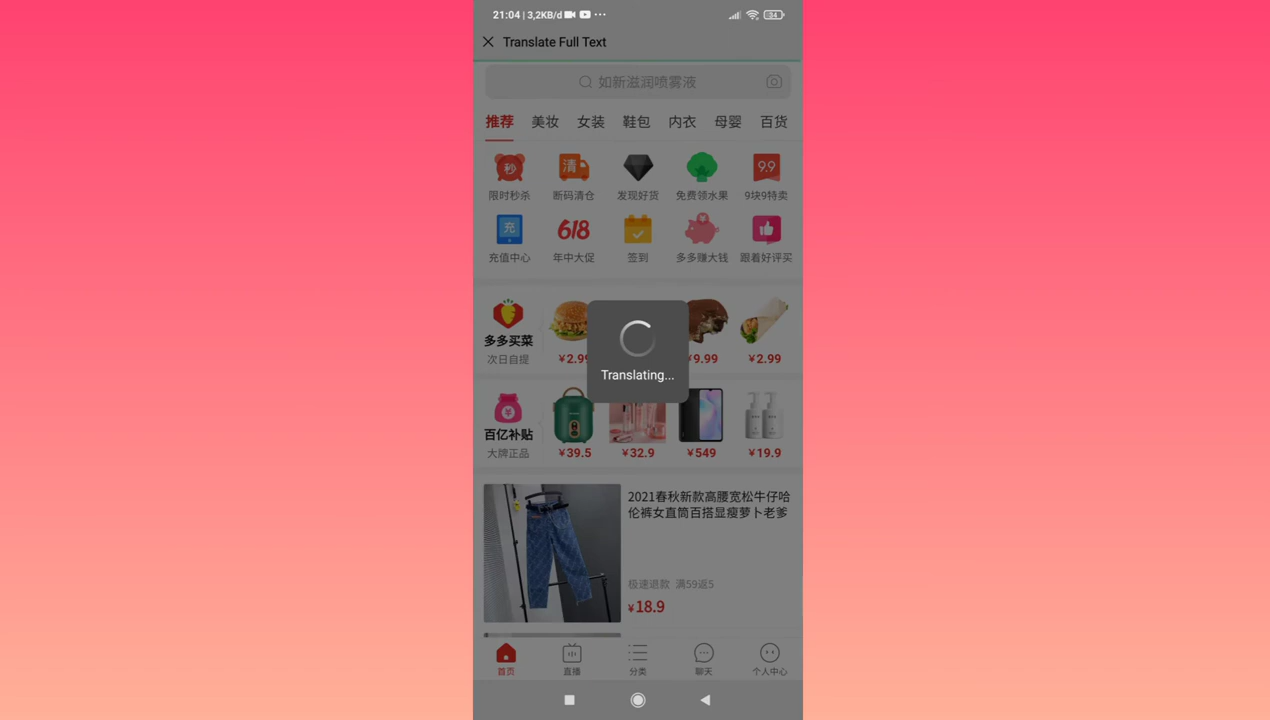 21:04 | 3,2KB/d ··· 34
Translate Full Text
如新滋润喷雾液
推荐 美妆 女装 鞋包 内衣 母婴 百货
秒 清 9.9
限时秒杀 断码清仓 发现好货 免费领水果 9块9特卖
充 618 ¥
充值中心 年中大促 签到 多多赚大钱 跟着好评买
多多买菜
次日自提
¥2.99 ¥9.99 ¥2.99
Translating...
¥
百亿补贴
大牌正品
¥39.5 ¥32.9 ¥549 ¥19.9
2021春秋新款高腰宽松牛仔哈
伦裤女直筒百搭显瘦萝卜老爹
极速退款 满59返5
¥18.9
首页 直播 分类 聊天 个人中心